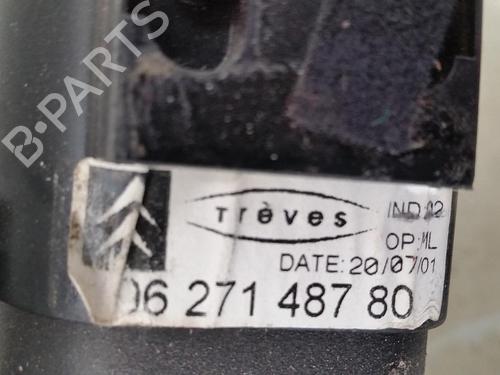 B-PARTS
Trèves
IND:02
OP:ML
DATE: 20/07/01
06 271 487 80